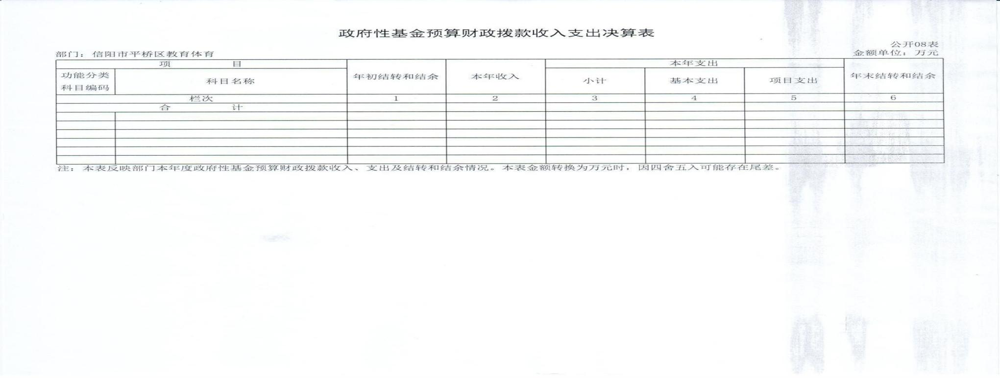 政府性基金预算财政拨款收入支出决算表
公开08表
部门：信阳市平桥区教育体育 金额单位：万元
项 目 年初结转和结余 本年收入 本年支出 年末结转和结余
功能分类科目编码 科目名称 小计 基本支出 项目支出
栏次 1 2 3 4 5 6
合 计
注：本表反映部门本年度政府性基金预算财政拨款收入、支出及结转和结余情况。本表金额转换为万元时，因四舍五入可能存在尾差。